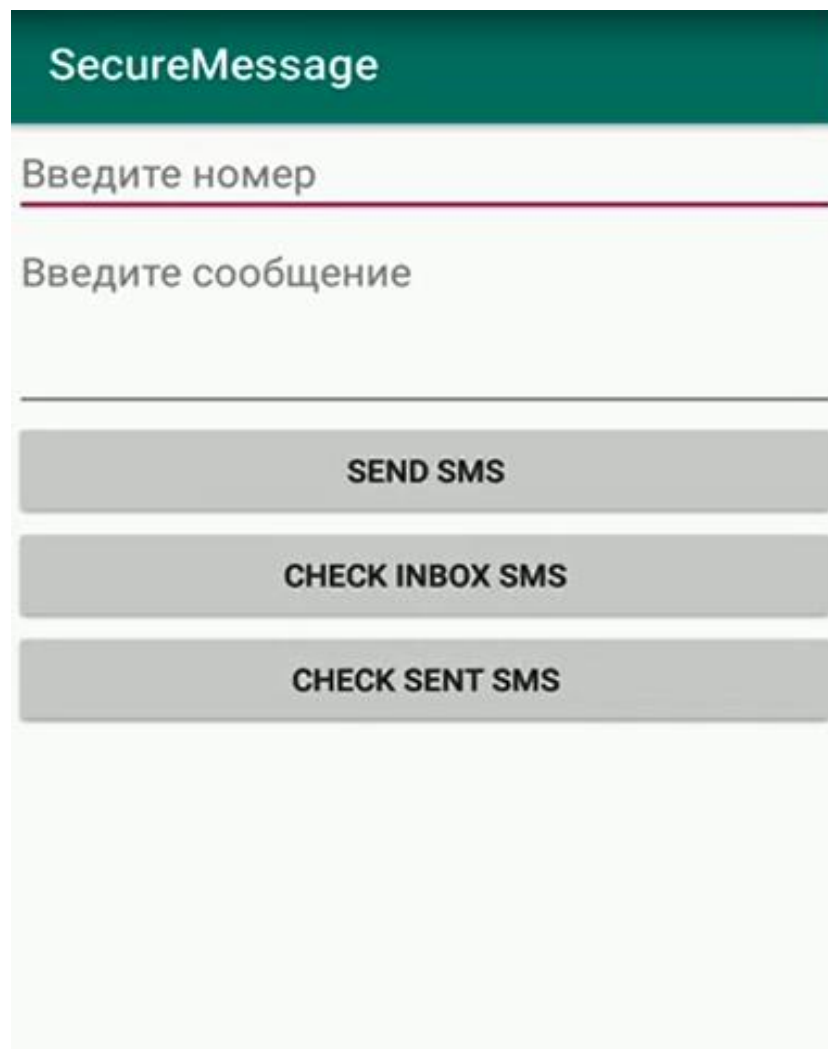 SecureMessage
Введите номер
Введите сообщение
SEND SMS
CHECK INBOX SMS
CHECK SENT SMS